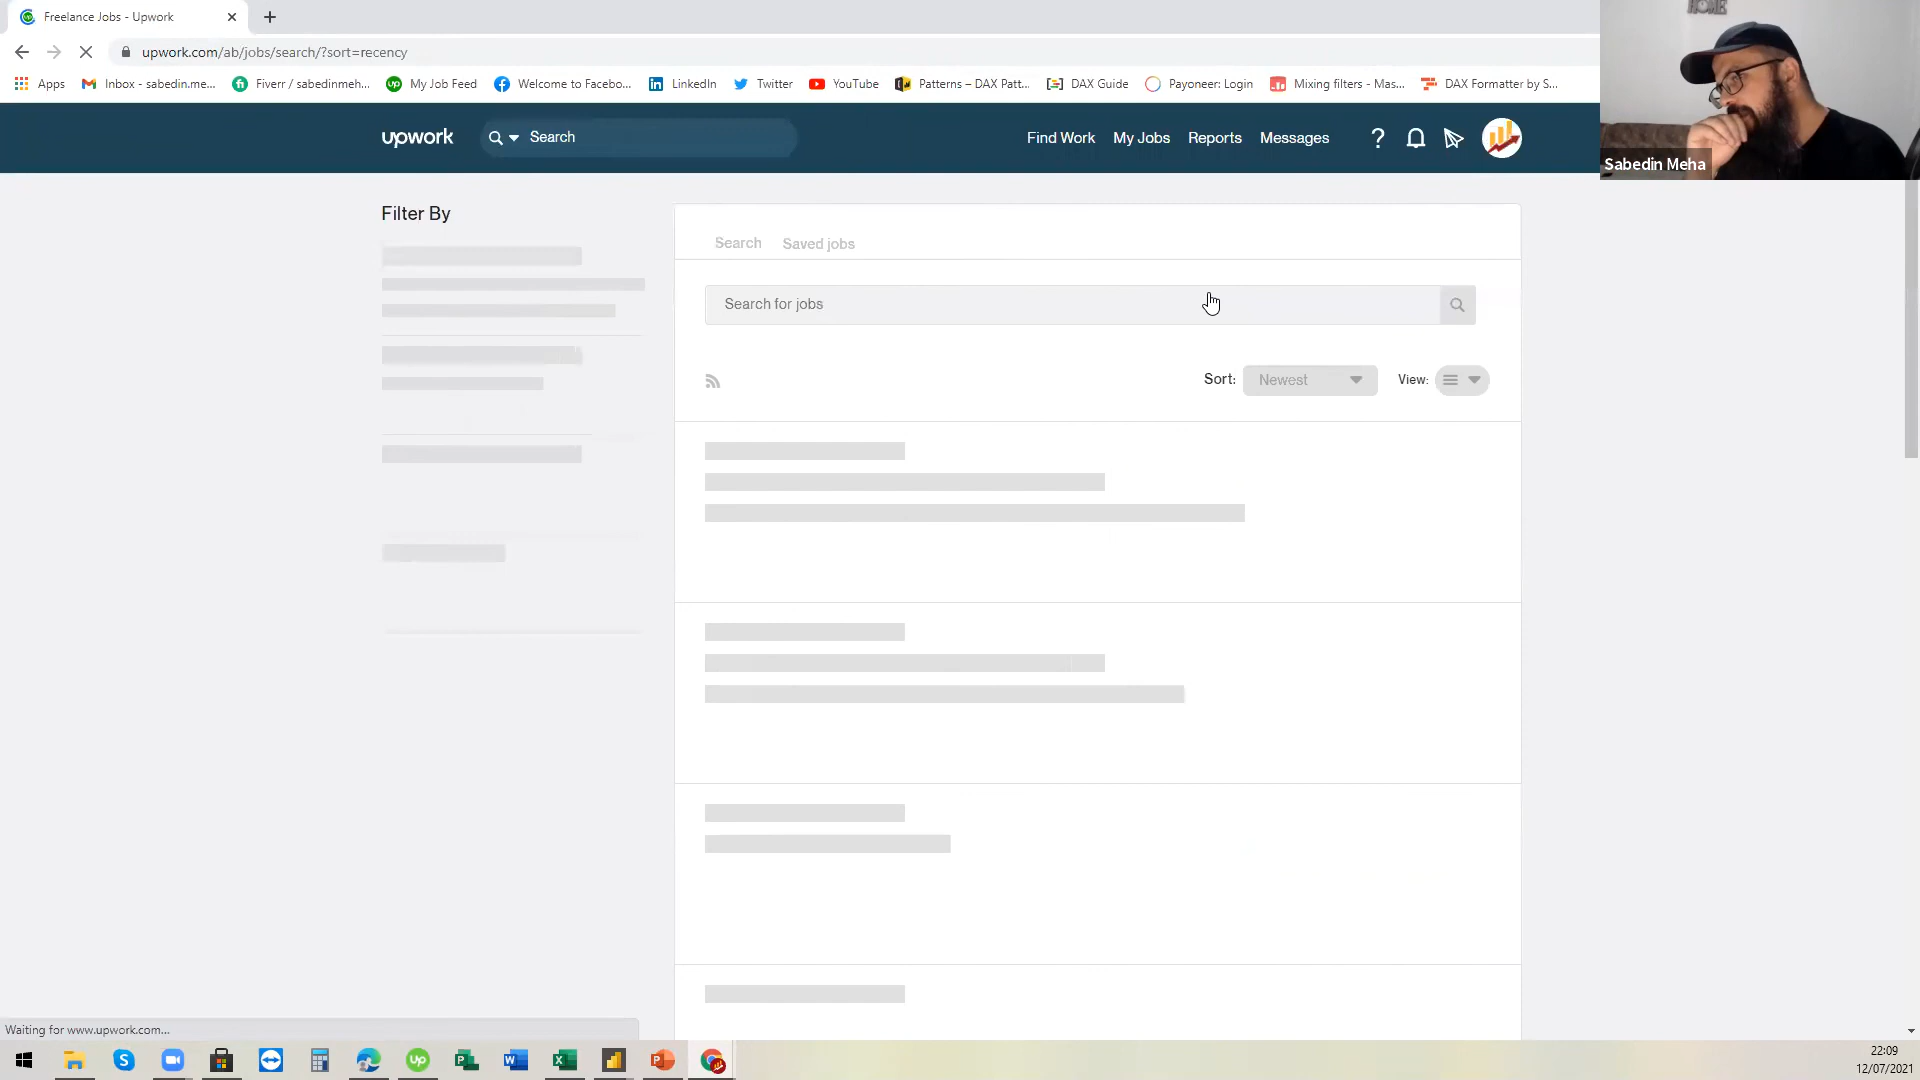 Freelance Jobs - Upwork
upwork.com/ab/jobs/search/?sort=recency
Apps
Inbox - sabedin.me...
Fiverr / sabedinmeh...
My Job Feed
Welcome to Facebo...
LinkedIn
Twitter
YouTube
Patterns – DAX Patt...
DAX Guide
Payoneer: Login
Mixing filters - Mas...
DAX Formatter by S...
HOME
Sabedin Meha
upwork
Search
Find Work
My Jobs
Reports
Messages
?
Filter By
Search
Saved jobs
Search for jobs
Sort:
Newest
View:
Waiting for www.upwork.com...
22:09
12/07/2021